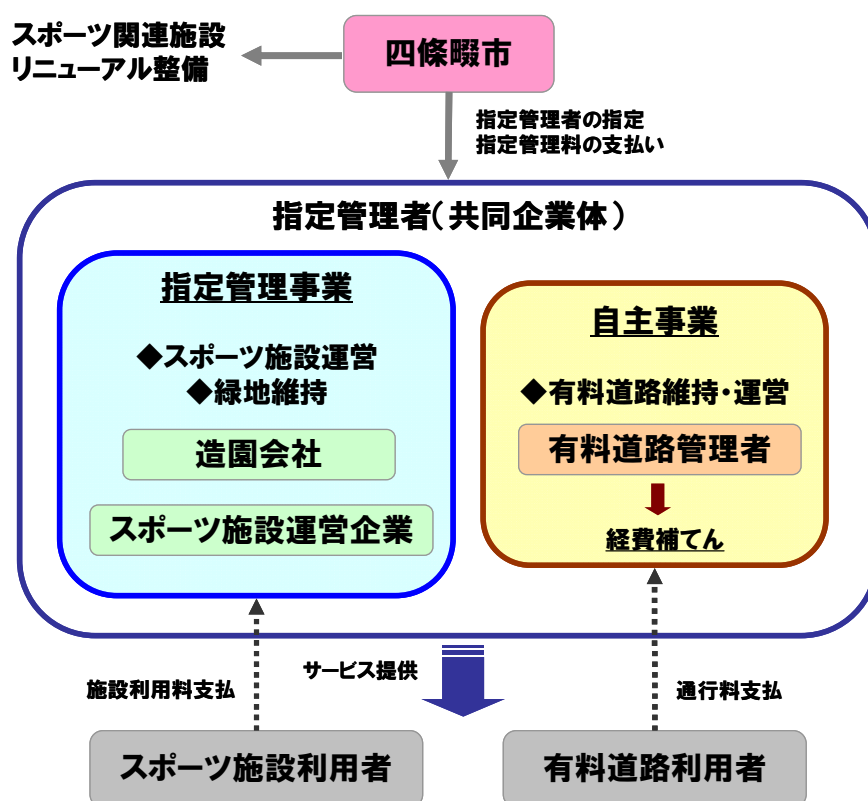 スポーツ関連施設
リニューアル整備
四條畷市
指定管理者の指定
指定管理料の支払い
指定管理者(共同企業体)
指定管理事業
◆スポーツ施設運営
◆緑地維持
造園会社
スポーツ施設運営企業
自主事業
◆有料道路維持・運営
有料道路管理者
経費補てん
施設利用料支払
サービス提供
通行料支払
スポーツ施設利用者
有料道路利用者